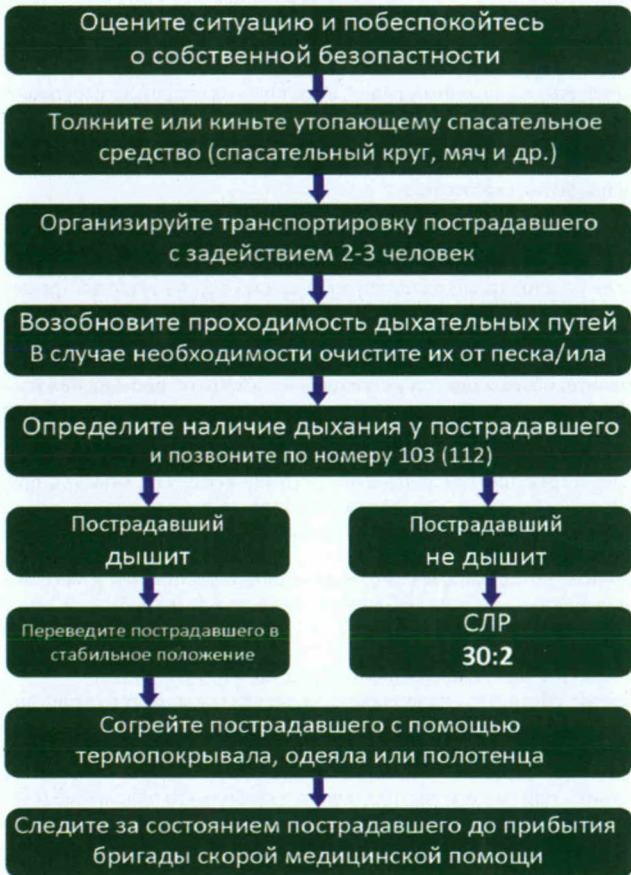 Оцените ситуацию и побеспокойтесь
о собственной безопастности
Толкните или киньте утопающему спасательное
средство (спасательный круг, мяч и др.)
Организируйте транспортировку пострадавшего
с задействием 2-3 человек
Возобновите проходимость дыхательных путей
В случае необходимости очистите их от песка/ила
Определите наличие дыхания у пострадавшего
и позвоните по номеру 103 (112)
Пострадавший
дышит
Пострадавший
не дышит
Переведите пострадавшего в
стабильное положение
СЛР
30:2
Согрейте пострадавшего с помощью
термопокрывала, одеяла или полотенца
Следите за состоянием пострадавшего до прибытия
бригады скорой медицинской помощи